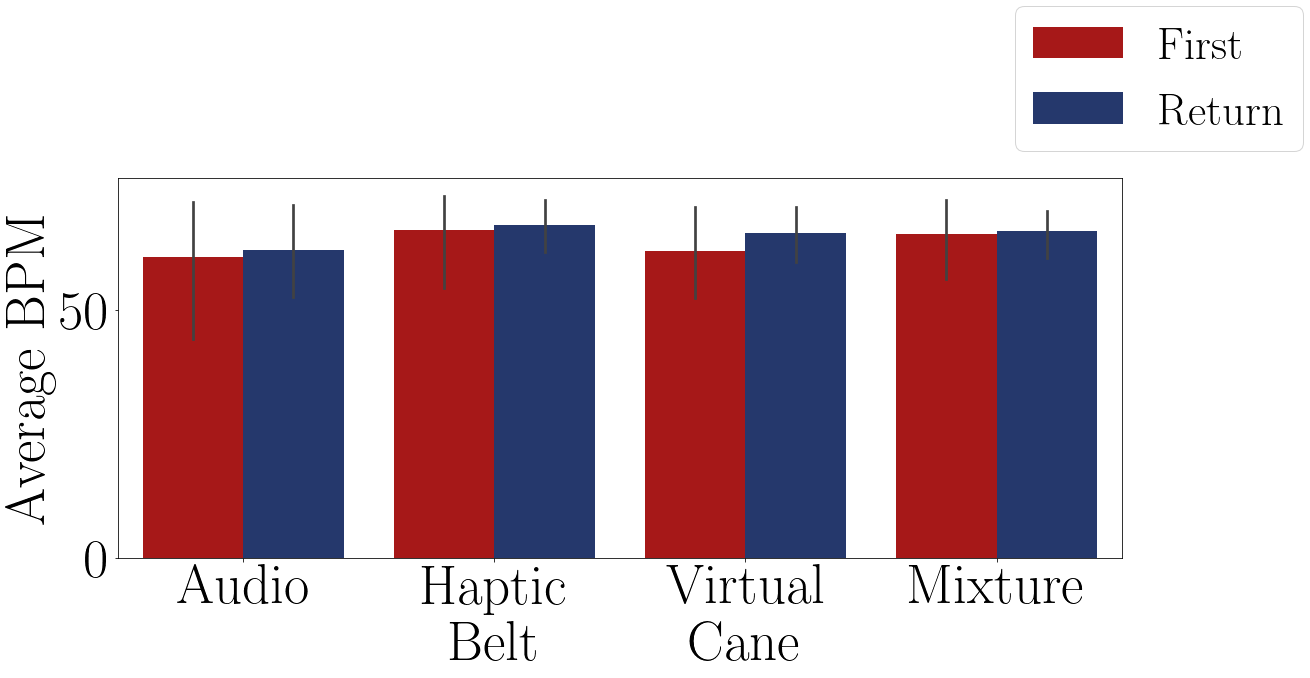 First
Return
Average BPM
50
0
Audio
Haptic
Belt
Virtual
Cane
Mixture